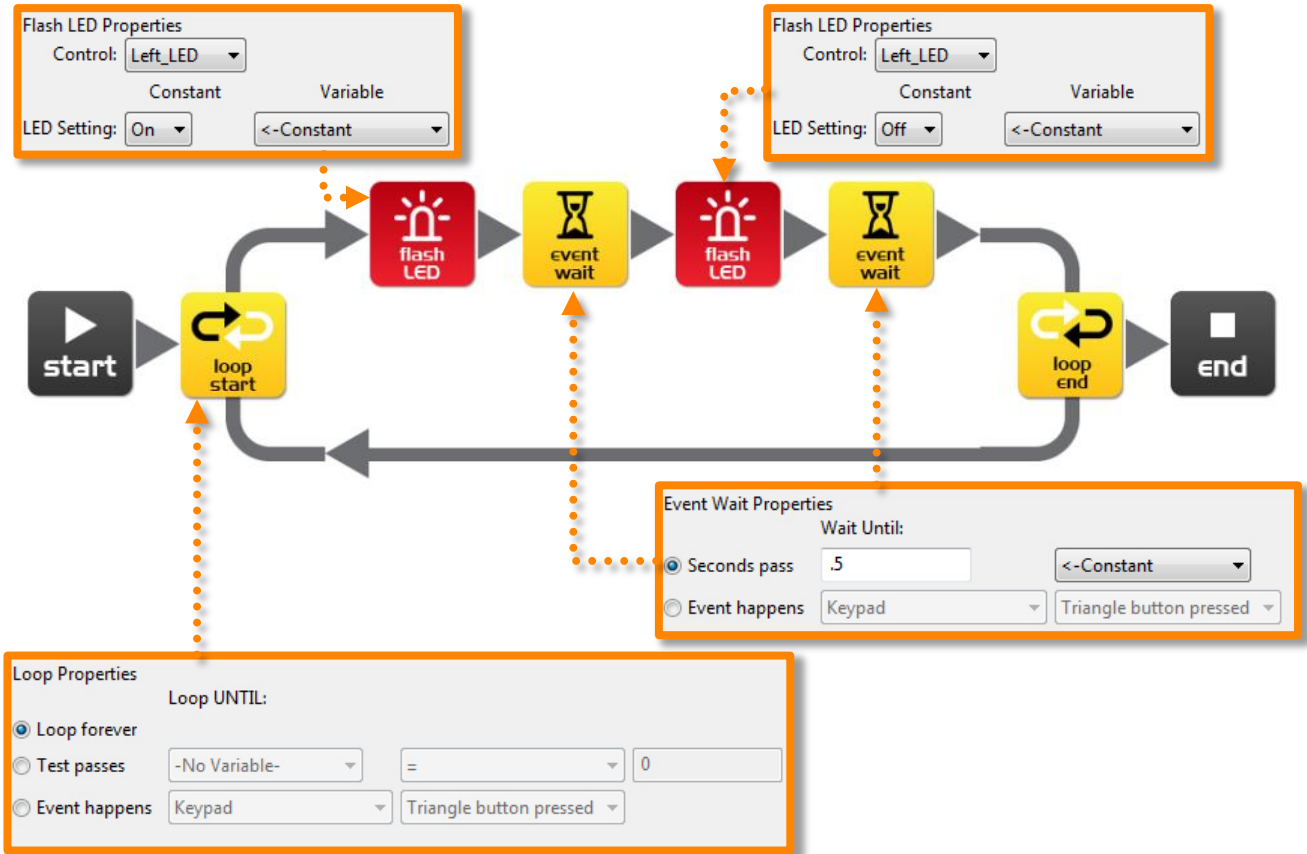 Flash LED Properties
Control: Left_LED
Constant Variable
LED Setting: On <-Constant
Flash LED Properties
Control: Left_LED
Constant Variable
LED Setting: Off <-Constant
flash
LED
event
wait
flash
LED
event
wait
start
loop
start
loop
end
end
Event Wait Properties
Wait Until:
Seconds pass .5 <-Constant
Event happens Keypad Triangle button pressed
Loop Properties
Loop UNTIL:
Loop forever
Test passes -No Variable- = 0
Event happens Keypad Triangle button pressed